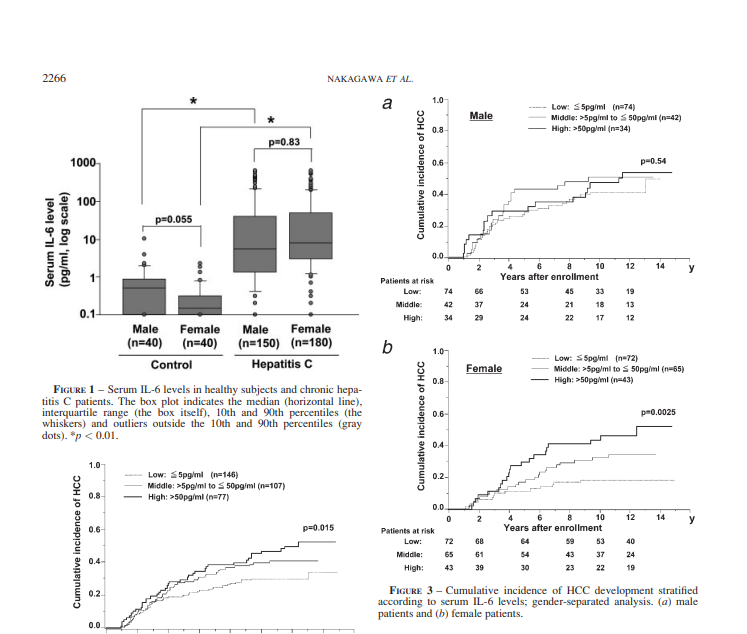 2266
NAKAGAWA ET AL.
*
*
p=0.83
p=0.055
Serum IL-6 level
(pg/ml, log scale)
1000
100
10
1
0.1
Male
(n=40)
Female
(n=40)
Male
(n=150)
Female
(n=180)
Control
Hepatitis C
FIGURE 1 – Serum IL-6 levels in healthy subjects and chronic hepa-
titis C patients. The box plot indicates the median (horizontal line),
interquartile range (the box itself), 10th and 90th percentiles (the
whiskers) and outliers outside the 10th and 90th percentiles (gray
dots). *p < 0.01.
Cumulative incidence of HCC
1.0
0.8
0.6
0.4
0.2
0.0
Low: ≦5pg/ml (n=146)
Middle: >5pg/ml to ≦ 50pg/ml (n=107)
High: >50pg/ml (n=77)
p=0.015
a
Cumulative incidence of HCC
1.0
0.8
0.6
0.4
0.2
0.0
Male
Low: ≦5pg/ml (n=74)
Middle: >5pg/ml to ≦ 50pg/ml (n=42)
High: >50pg/ml (n=34)
p=0.54
0 2 4 6 8 10 12 14 y
Years after enrollment
Patients at risk
Low: 74 66 53 45 33 19
Middle: 42 37 24 21 18 13
High: 34 29 24 22 17 12
b
Cumulative incidence of HCC
1.0
0.8
0.6
0.4
0.2
0.0
Female
Low: ≦5pg/ml (n=72)
Middle: >5pg/ml to ≦ 50pg/ml (n=65)
High: >50pg/ml (n=43)
p=0.0025
0 2 4 6 8 10 12 14 y
Years after enrollment
Patients at risk
Low: 72 68 64 59 53 40
Middle: 65 61 54 43 37 24
High: 43 39 30 23 22 19
FIGURE 3 – Cumulative incidence of HCC development stratified
according to serum IL-6 levels; gender-separated analysis. (a) male
patients and (b) female patients.